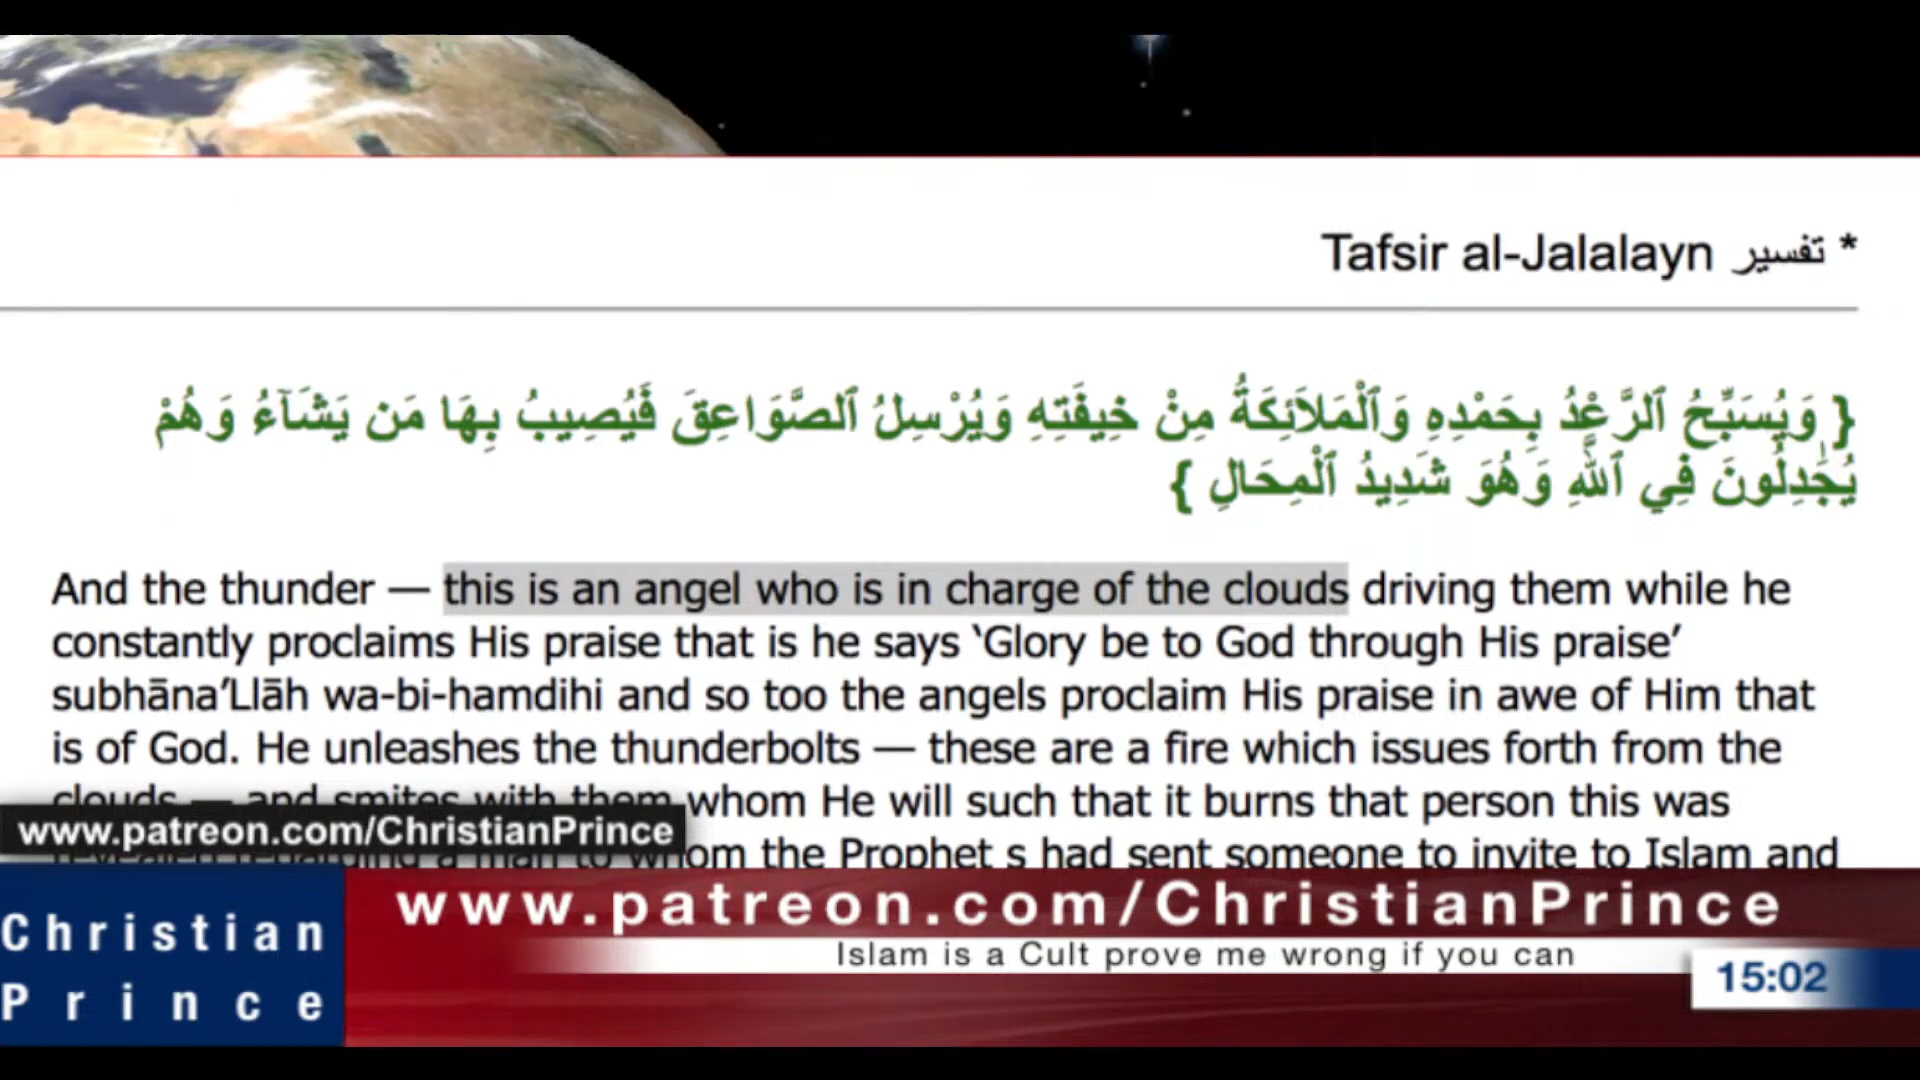 Tafsir al-Jalalayn تفسير *
{ وَيُسَبِّحُ ٱلرَّعْدُ بِحَمْدِهِ وَٱلْمَلاَئِكَةُ مِنْ خِيفَتِهِ وَيُرْسِلُ ٱلصَّوَاعِقَ فَيُصِيبُ بِهَا مَن يَشَآءُ وَهُمْ
يُجَٰدِلُونَ فِي ٱللَّهِ وَهُوَ شَدِيدُ ٱلْمِحَالِ }
And the thunder — this is an angel who is in charge of the clouds driving them while he
constantly proclaims His praise that is he says ‘Glory be to God through His praise’
subhāna’Llāh wa-bi-hamdihi and so too the angels proclaim His praise in awe of Him that
is of God. He unleashes the thunderbolts — these are a fire which issues forth from the
clouds — and smites with them whom He will such that it burns that person this was
revealed regarding a man to whom the Prophet s had sent someone to invite to Islam and
www.patreon.com/ChristianPrince
Christian
Prince
www.patreon.com/ChristianPrince
Islam is a Cult prove me wrong if you can
15:02